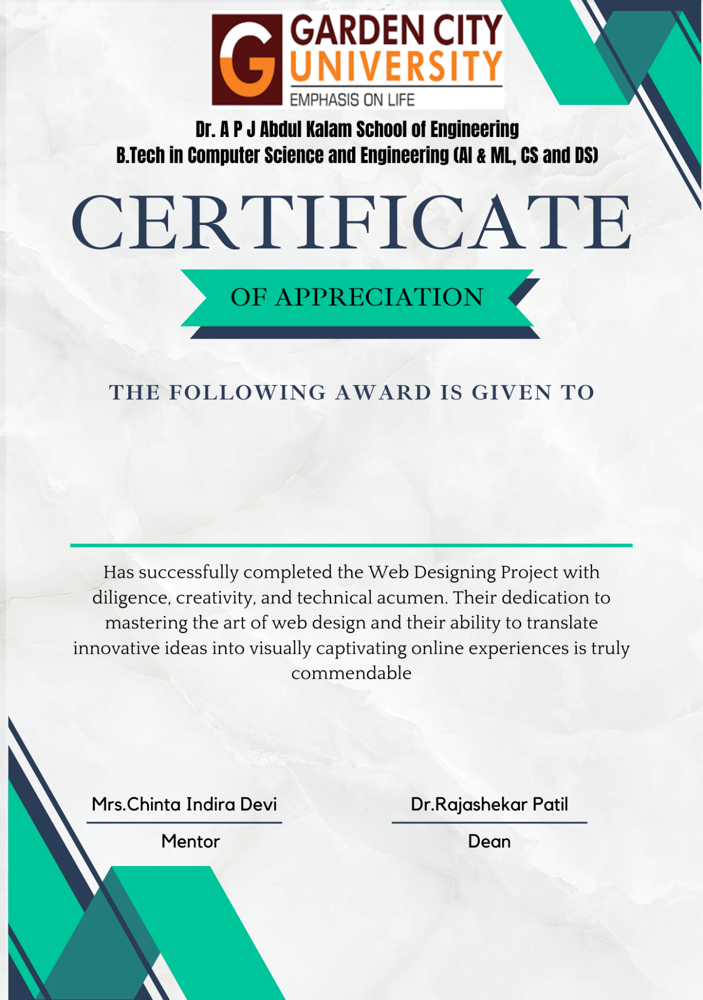 GARDEN CITY
UNIVERSITY
EMPHASIS ON LIFE
Dr. A P J Abdul Kalam School of Engineering
B.Tech in Computer Science and Engineering (AI & ML, CS and DS)
CERTIFICATE
OF APPRECIATION
THE FOLLOWING AWARD IS GIVEN TO
Has successfully completed the Web Designing Project with
diligence, creativity, and technical acumen. Their dedication to
mastering the art of web design and their ability to translate
innovative ideas into visually captivating online experiences is truly
commendable
Mrs.Chinta Indira Devi
Mentor
Dr.Rajashekar Patil
Dean